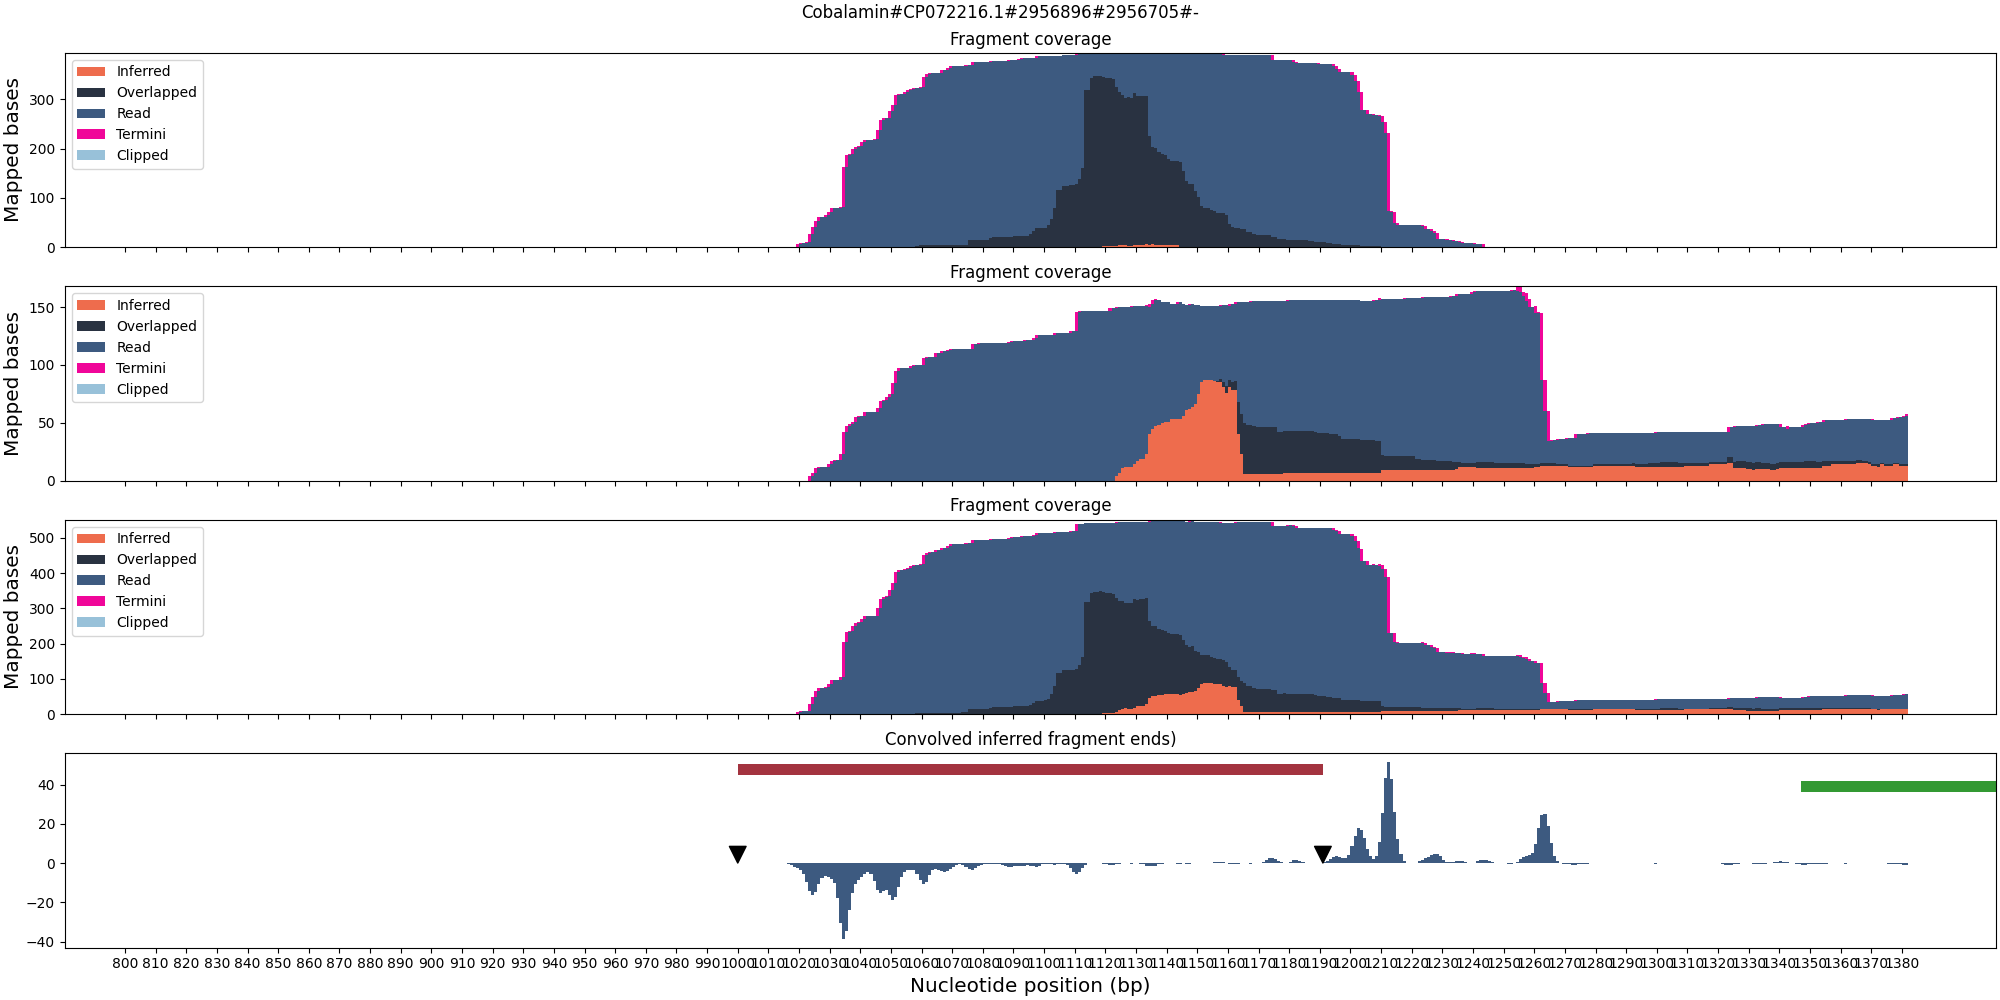 Cobalamin#CP072216.1#2956896#2956705#-
Fragment coverage
Mapped bases
300
200
100
0
Inferred
Overlapped
Read
Termini
Clipped
Fragment coverage
Mapped bases
150
100
50
0
Inferred
Overlapped
Read
Termini
Clipped
Fragment coverage
Mapped bases
500
400
300
200
100
0
Inferred
Overlapped
Read
Termini
Clipped
Convolved inferred fragment ends)
40
20
0
−20
−40
800 810 820 830 840 850 860 870 880 890 900 910 920 930 940 950 960 970 980 990 1000 1010 1020 1030 1040 1050 1060 1070 1080 1090 1100 1110 1120 1130 1140 1150 1160 1170 1180 1190 1200 1210 1220 1230 1240 1250 1260 1270 1280 1290 1300 1310 1320 1330 1340 1350 1360 1370 1380
Nucleotide position (bp)